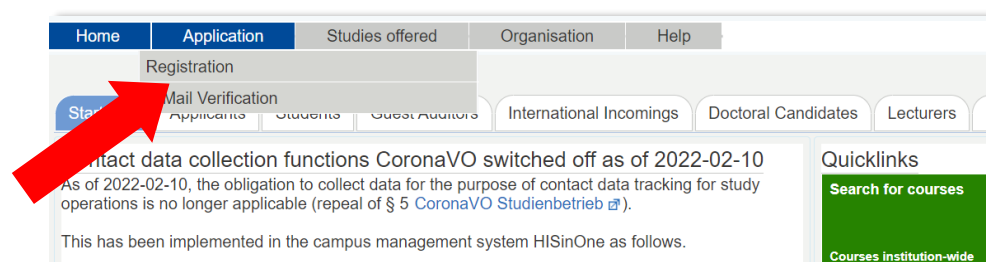 Home Application Studies offered Organisation Help
Registration
Mail Verification
Applicants Students Guest Auditors International Incomings Doctoral Candidates Lecturers
data collection functions CoronaVO switched off as of 2022-02-10
Quicklinks
As of 2022-02-10, the obligation to collect data for the purpose of contact data tracking for study
operations is no longer applicable (repeal of § 5 CoronaVO Studienbetrieb).
Search for courses
This has been implemented in the campus management system HISinOne as follows.
Courses institution-wide